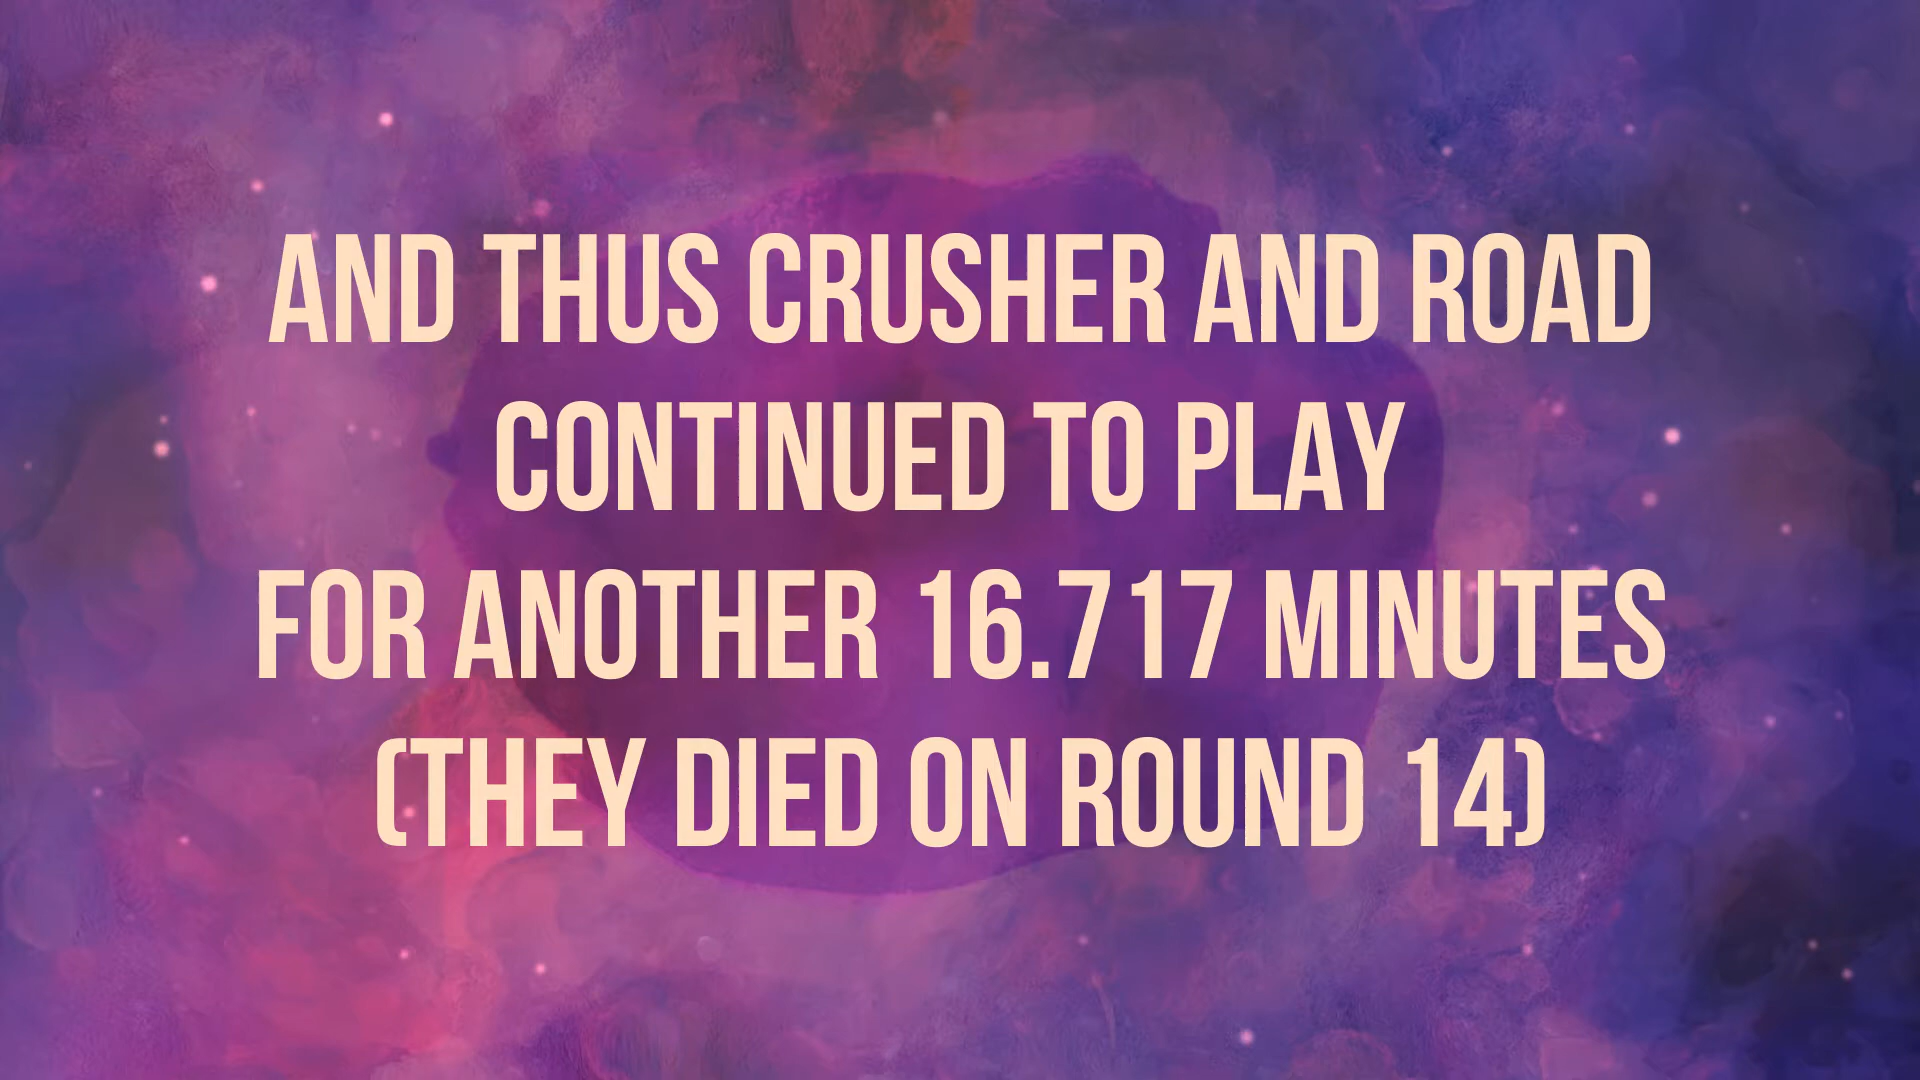 AND THUS CRUSHER AND ROAD
CONTINUED TO PLAY
FOR ANOTHER 16.717 MINUTES
(THEY DIED ON ROUND 14)